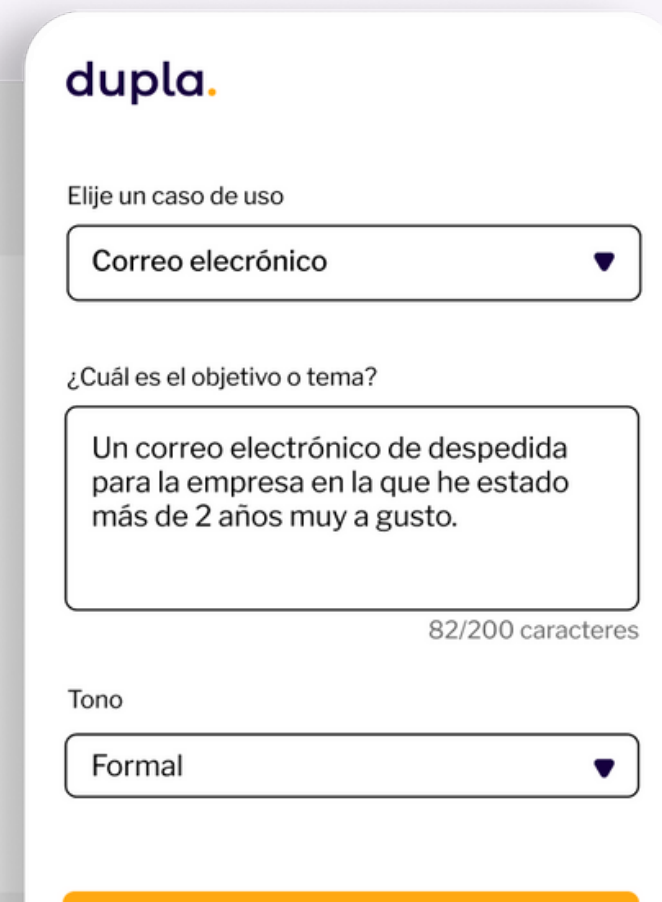 dupla.
Elije un caso de uso
Correo elecrónico
¿Cuál es el objetivo o tema?
Un correo electrónico de despedida
para la empresa en la que he estado
más de 2 años muy a gusto.
82/200 caracteres
Tono
Formal